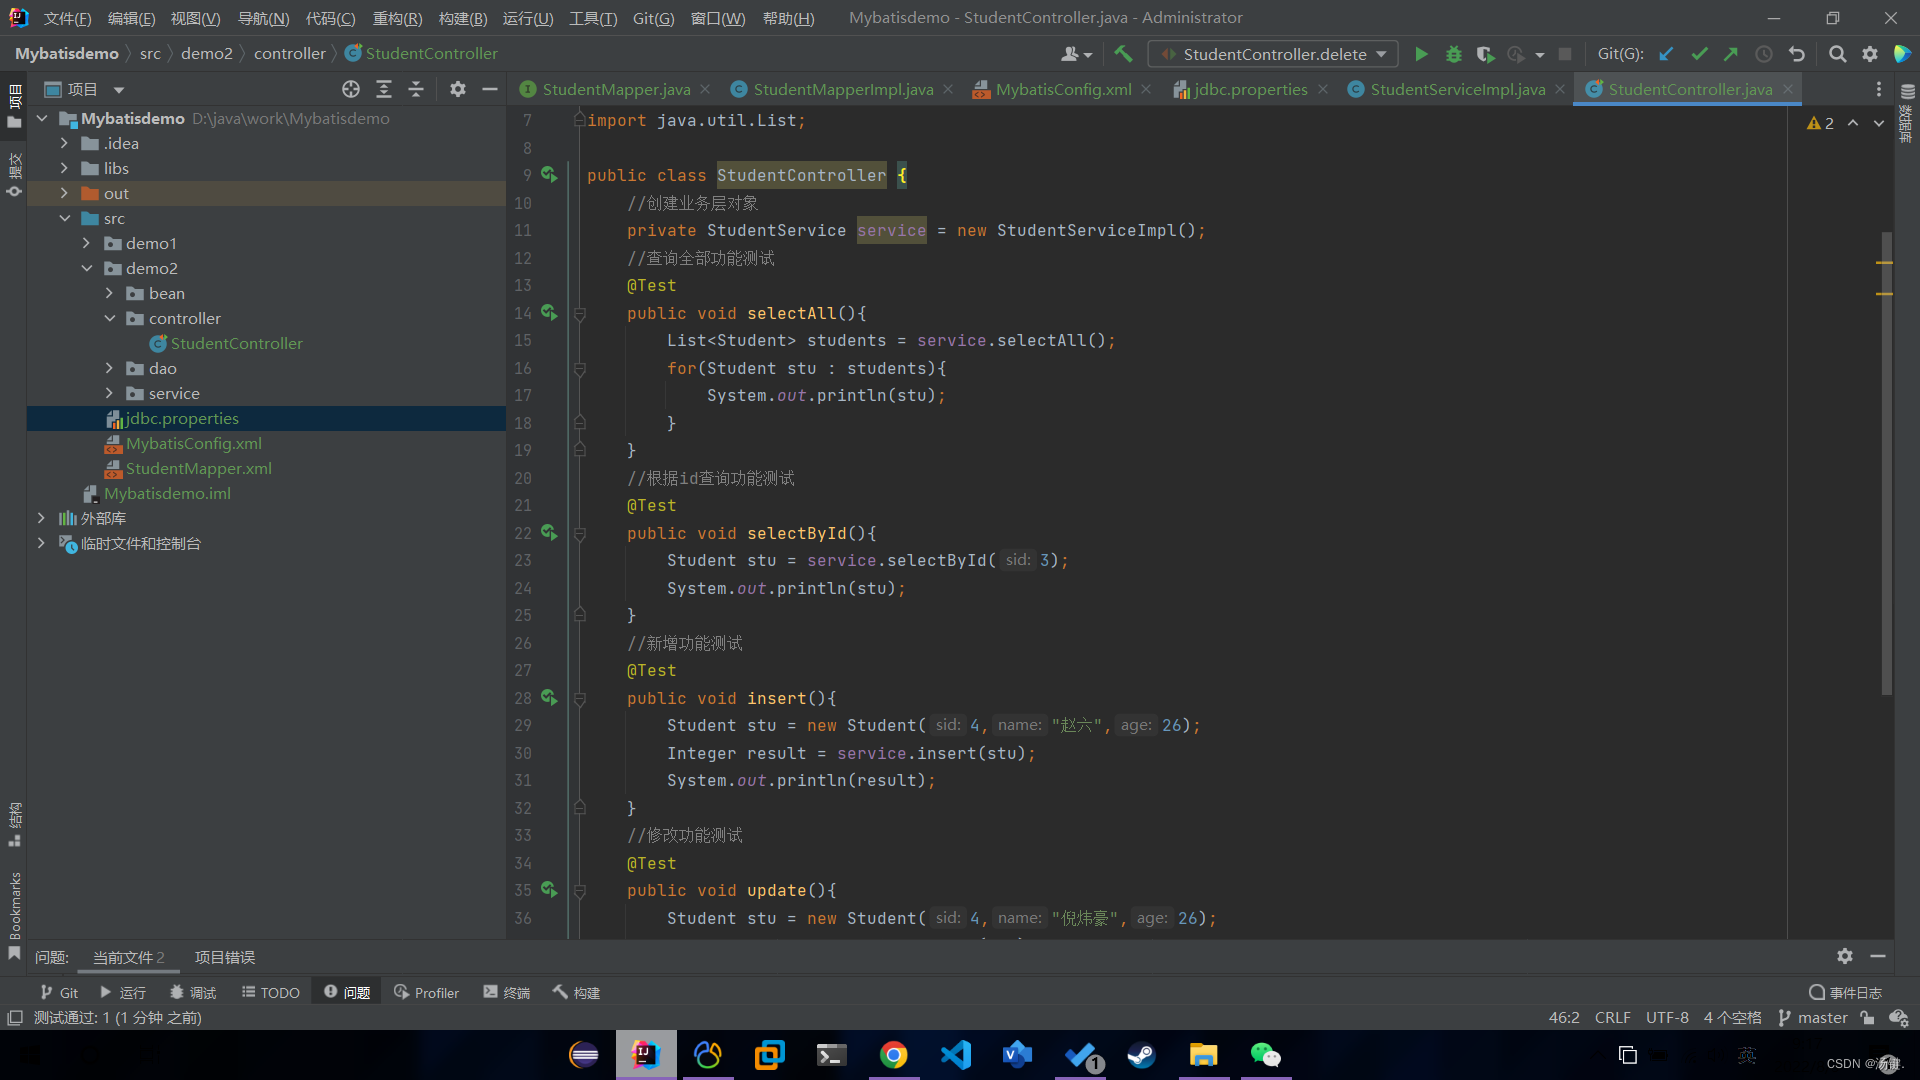 文件(F) 编辑(E) 视图(V) 导航(N) 代码(C) 重构(R) 构建(B) 运行(U) 工具(T) Git(G) 窗口(W) 帮助(H) Mybatisdemo - StudentController.java - Administrator
Mybatisdemo src demo2 controller StudentController StudentController.delete Git(G):
项目
StudentMapper.java StudentMapperImpl.java MybatisConfig.xml jdbc.properties StudentServiceImpl.java StudentController.java
项目
提交
结构
Bookmarks
数据库
Mybatisdemo D:\java\work\Mybatisdemo
.idea
libs
out
src
demo1
demo2
bean
controller
StudentController
dao
service
jdbc.properties
MybatisConfig.xml
StudentMapper.xml
Mybatisdemo.iml
外部库
临时文件和控制台
2
7 import java.util.List;
8
9 public class StudentController {
10 //创建业务层对象
11 private StudentService service = new StudentServiceImpl();
12 //查询全部功能测试
13 @Test
14 public void selectAll(){
15 List<Student> students = service.selectAll();
16 for(Student stu : students){
17 System.out.println(stu);
18 }
19 }
20 //根据id查询功能测试
21 @Test
22 public void selectById(){
23 Student stu = service.selectById( sid: 3);
24 System.out.println(stu);
25 }
26 //新增功能测试
27 @Test
28 public void insert(){
29 Student stu = new Student( sid: 4, name: "赵六", age: 26);
30 Integer result = service.insert(stu);
31 System.out.println(result);
32 }
33 //修改功能测试
34 @Test
35 public void update(){
36 Student stu = new Student( sid: 4, name: "倪炜豪", age: 26);
问题: 当前文件 2 项目错误
Git 运行 调试 TODO 问题 Profiler 终端 构建 事件日志
测试通过: 1 (1 分钟 之前) 46:2 CRLF UTF-8 4 个空格 master
1
英
CSDN @汤键.